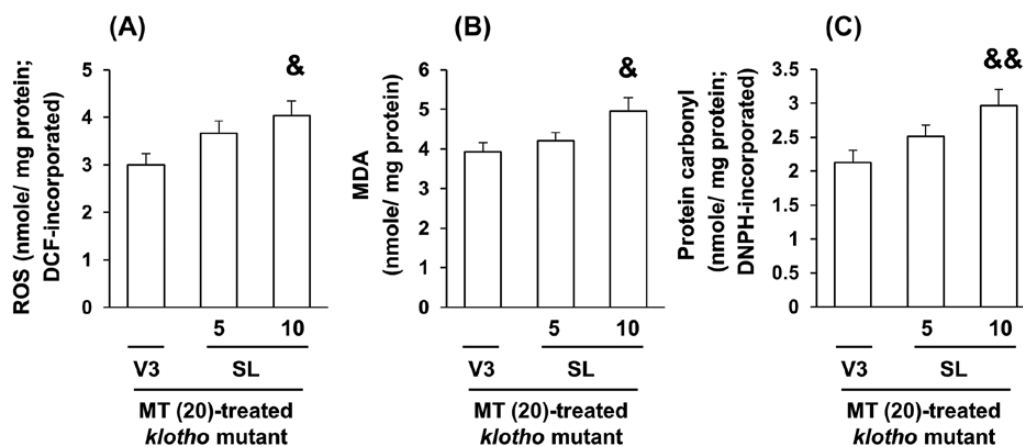 (A)
ROS (nmole/ mg protein;
DCF-incorporated)
5
4
3
2
1
0
&
5 10
V3 SL
MT (20)-treated
klotho mutant
(B)
MDA
(nmole/ mg protein)
6
5
4
3
2
1
0
&
5 10
V3 SL
MT (20)-treated
klotho mutant
(C)
Protein carbonyl
(nmole/ mg protein;
DNPH-incorporated)
3.5
3
2.5
2
1.5
1
0.5
0
&&
5 10
V3 SL
MT (20)-treated
klotho mutant